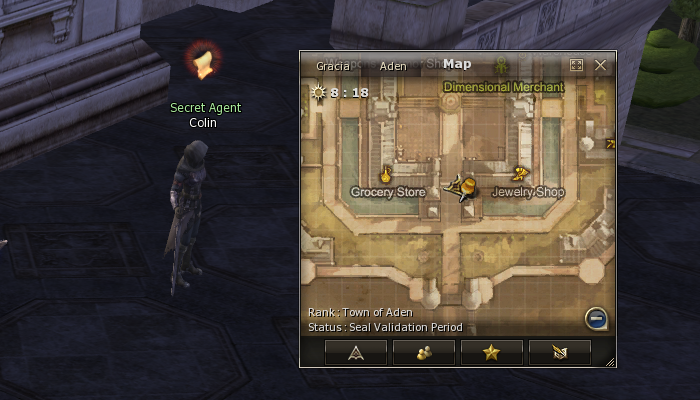 Secret Agent
Colin
Gracia
Aden
Map
8 : 18
Dimensional Merchant
Grocery Store
Jewelry Shop
Rank : Town of Aden
Status : Seal Validation Period